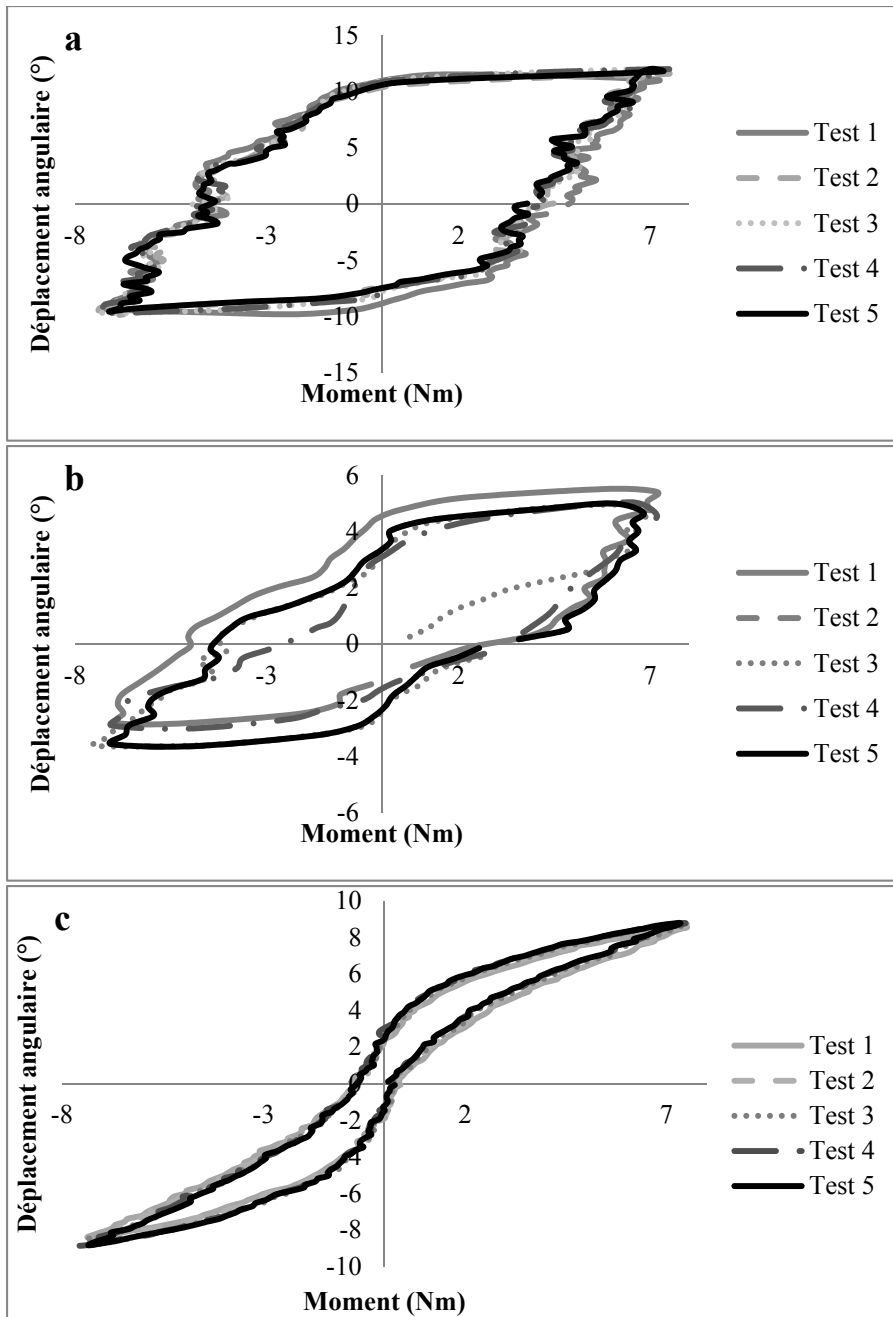 a
Déplacement angulaire (°)
15
10
5
0
-5
-10
-15
-8 -3 2 7
Moment (Nm)
Test 1
Test 2
Test 3
Test 4
Test 5
b
Déplacement angulaire (°)
6
4
2
0
-2
-4
-6
-8 -3 2 7
Moment (Nm)
Test 1
Test 2
Test 3
Test 4
Test 5
c
Déplacement angulaire (°)
10
8
6
4
2
0
-2
-4
-6
-8
-10
-8 -3 2 7
Moment (Nm)
Test 1
Test 2
Test 3
Test 4
Test 5